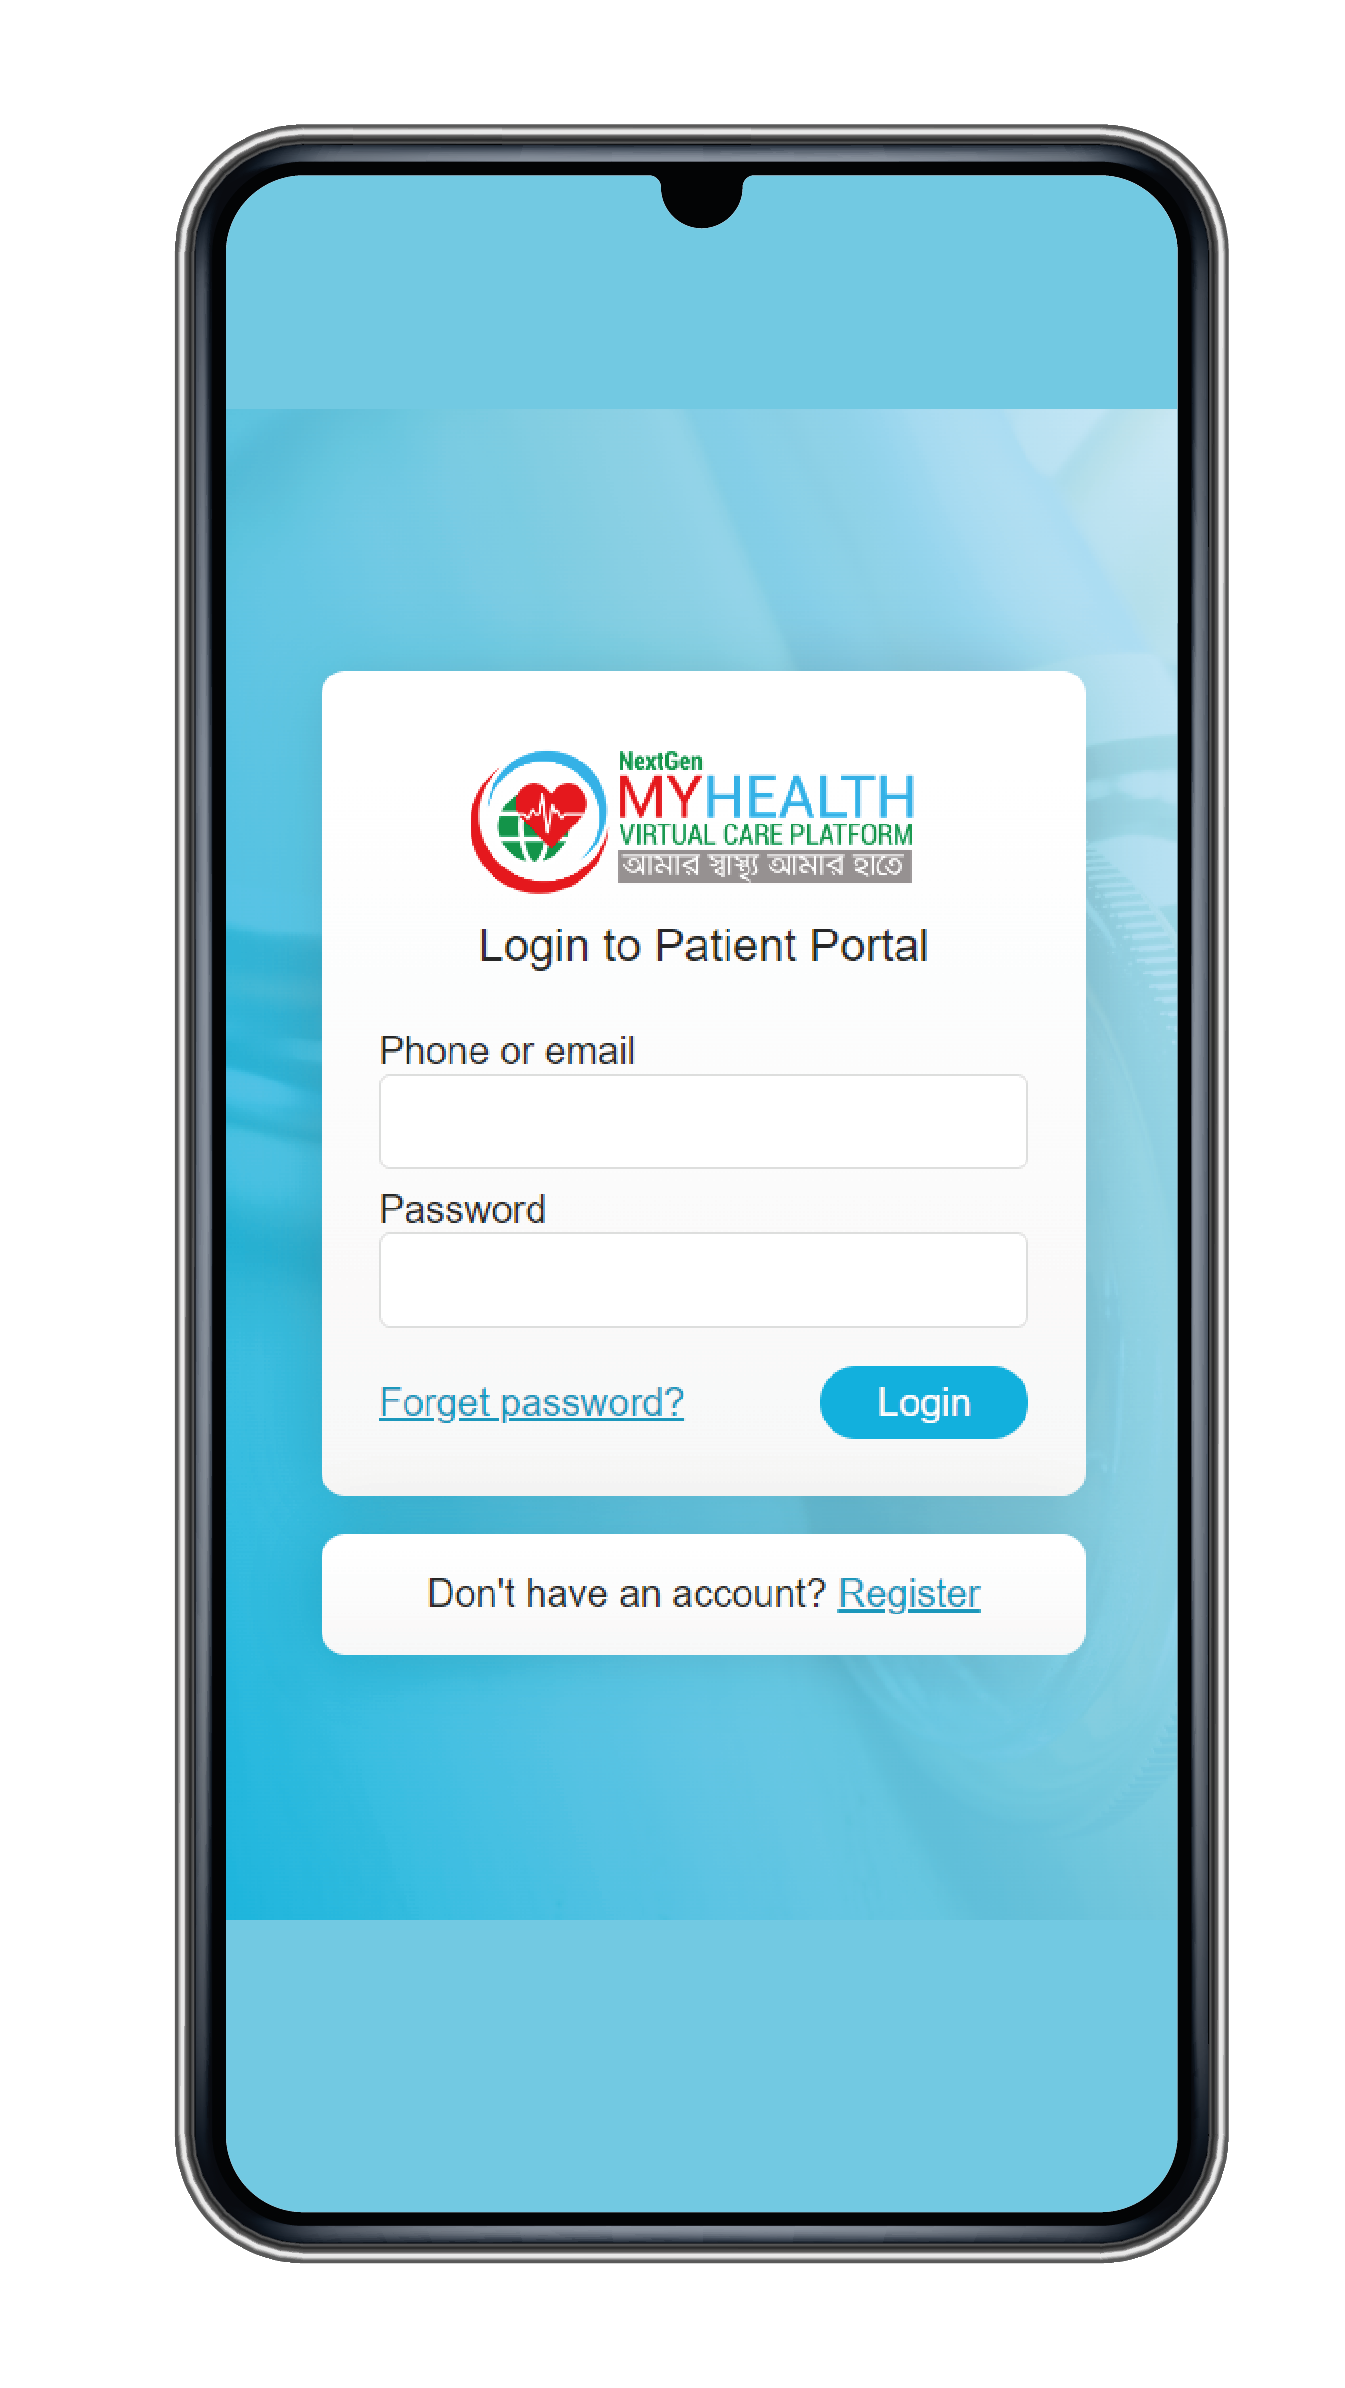 NextGen
MYHEALTH
VIRTUAL CARE PLATFORM
আমার স্বাস্থ্য আমার হাতে
Login to Patient Portal
Phone or email
Password
Forget password?
Login
Don't have an account? Register